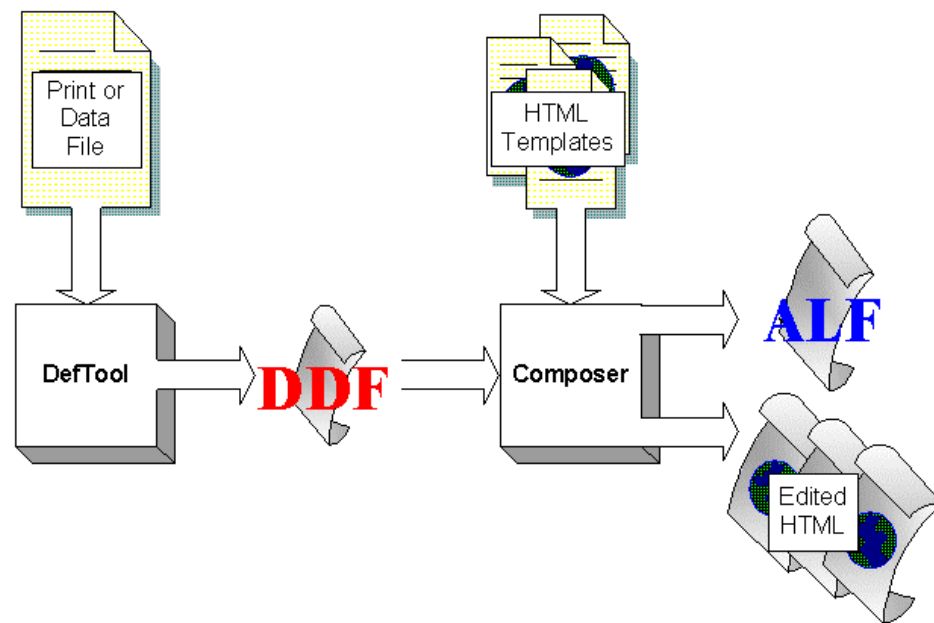 Print or
Data
File
HTML
Templates
DefTool
DDF
Composer
ALF
Edited
HTML